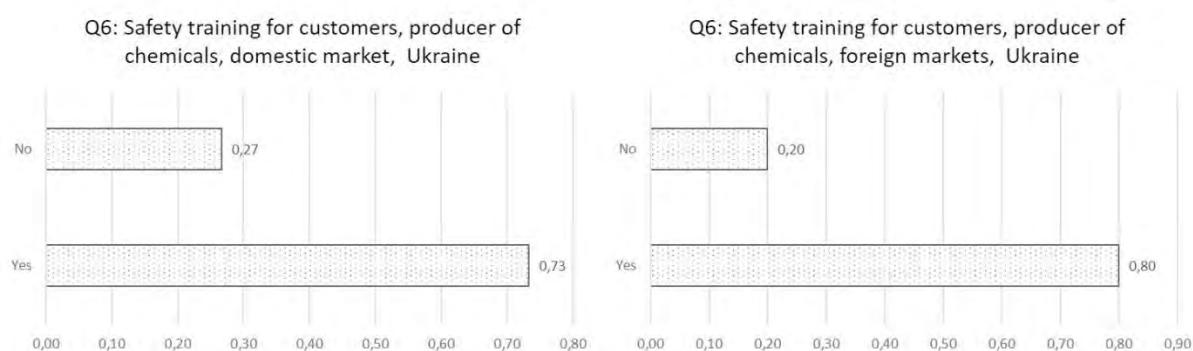 Q6: Safety training for customers, producer of
chemicals, domestic market, Ukraine
No
0,27
Yes
0,73
0,00 0,10 0,20 0,30 0,40 0,50 0,60 0,70 0,80
Q6: Safety training for customers, producer of
chemicals, foreign markets, Ukraine
No
0,20
Yes
0,80
0,00 0,10 0,20 0,30 0,40 0,50 0,60 0,70 0,80 0,90